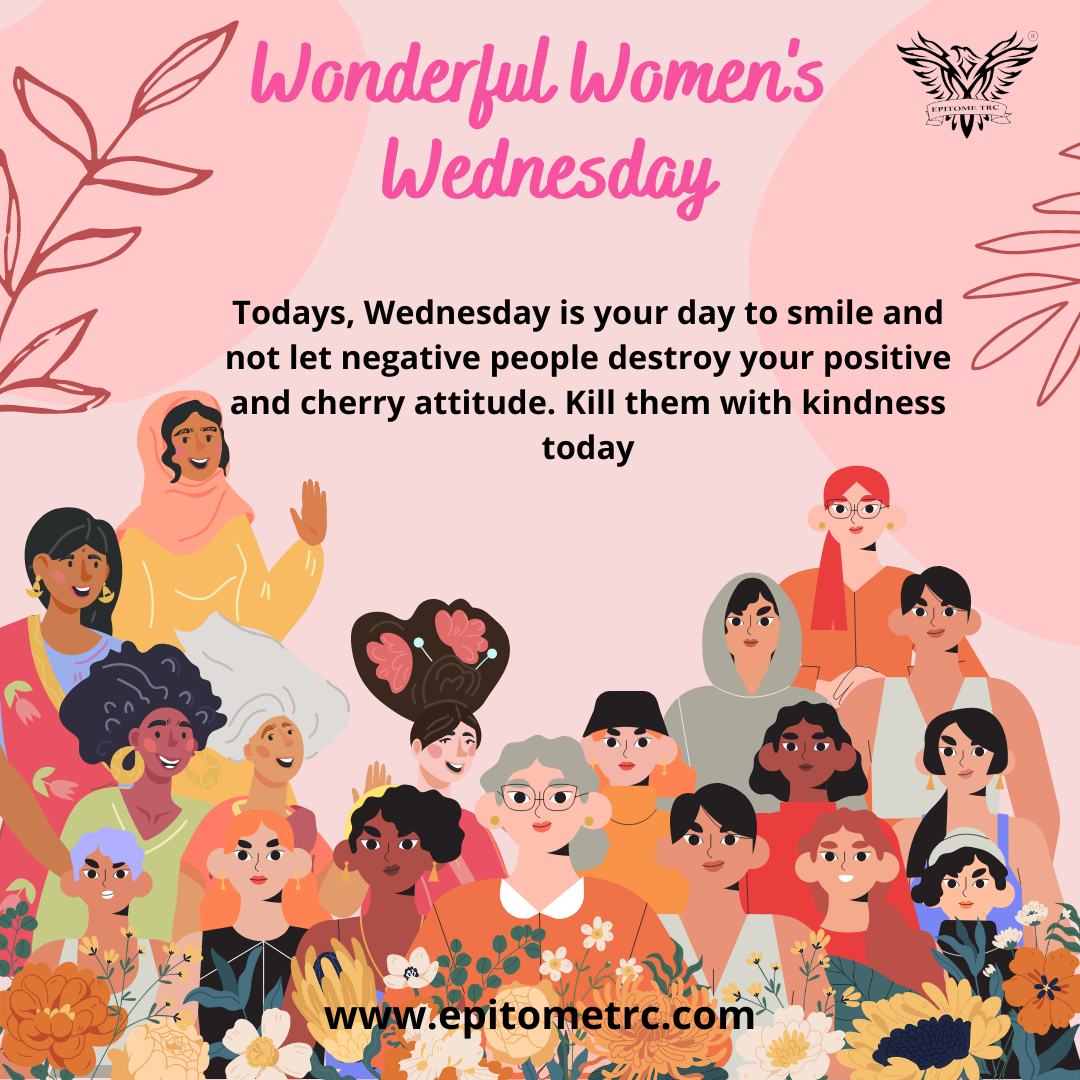 Wonderful Women's
Wednesday
®
EPITOME TRC
Todays, Wednesday is your day to smile and
not let negative people destroy your positive
and cherry attitude. Kill them with kindness
today
www.epitometrc.com